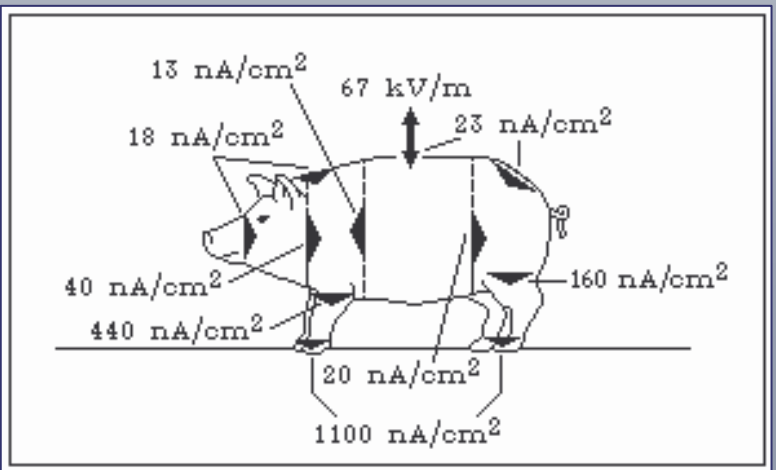 13 nA/cm²
67 kV/m
18 nA/cm²
23 nA/cm²
40 nA/cm²
160 nA/cm²
440 nA/cm²
20 nA/cm²
1100 nA/cm²